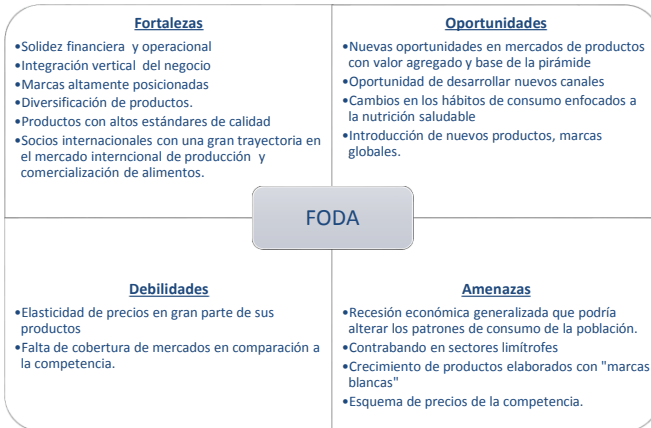 Fortalezas
•Solidez financiera y operacional
•Integración vertical del negocio
•Marcas altamente posicionadas
•Diversificación de productos.
•Productos con altos estándares de calidad
•Socios internacionales con una gran trayectoria en
el mercado interncional de producción y
comercialización de alimentos.
Oportunidades
•Nuevas oportunidades en mercados de productos
con valor agregado y base de la pirámide
•Oportunidad de desarrollar nuevos canales
•Cambios en los hábitos de consumo enfocados a
la nutrición saludable
•Introducción de nuevos productos, marcas
globales.
FODA
Debilidades
•Elasticidad de precios en gran parte de sus
productos
•Falta de cobertura de mercados en comparación a
la competencia.
Amenazas
•Recesión económica generalizada que podría
alterar los patrones de consumo de la población.
•Contrabando en sectores limítrofes
•Crecimiento de productos elaborados con "marcas
blancas"
•Esquema de precios de la competencia.